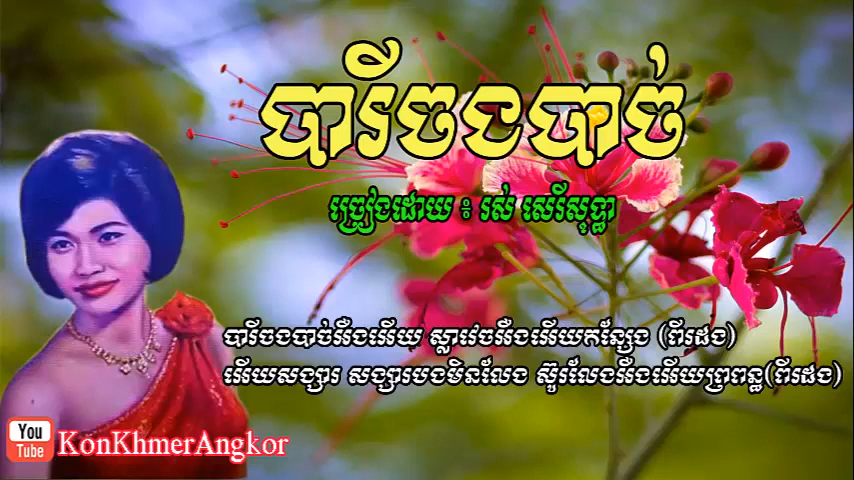 បារីចងបាច់
ច្រៀងដោយ ៖ រស់ សេរីសុទ្ធា
បារីចងបាច់អឺងអើយ ស្លាវេចអឺងអើយកន្សែង (ពីរដង)
អើយសង្សារ សង្សារបងមិនលែង ស៊ូរលែងអឺងអើយប្រពន្ធ(ពីរដង)
You
Tube
KonKhmerAngkor